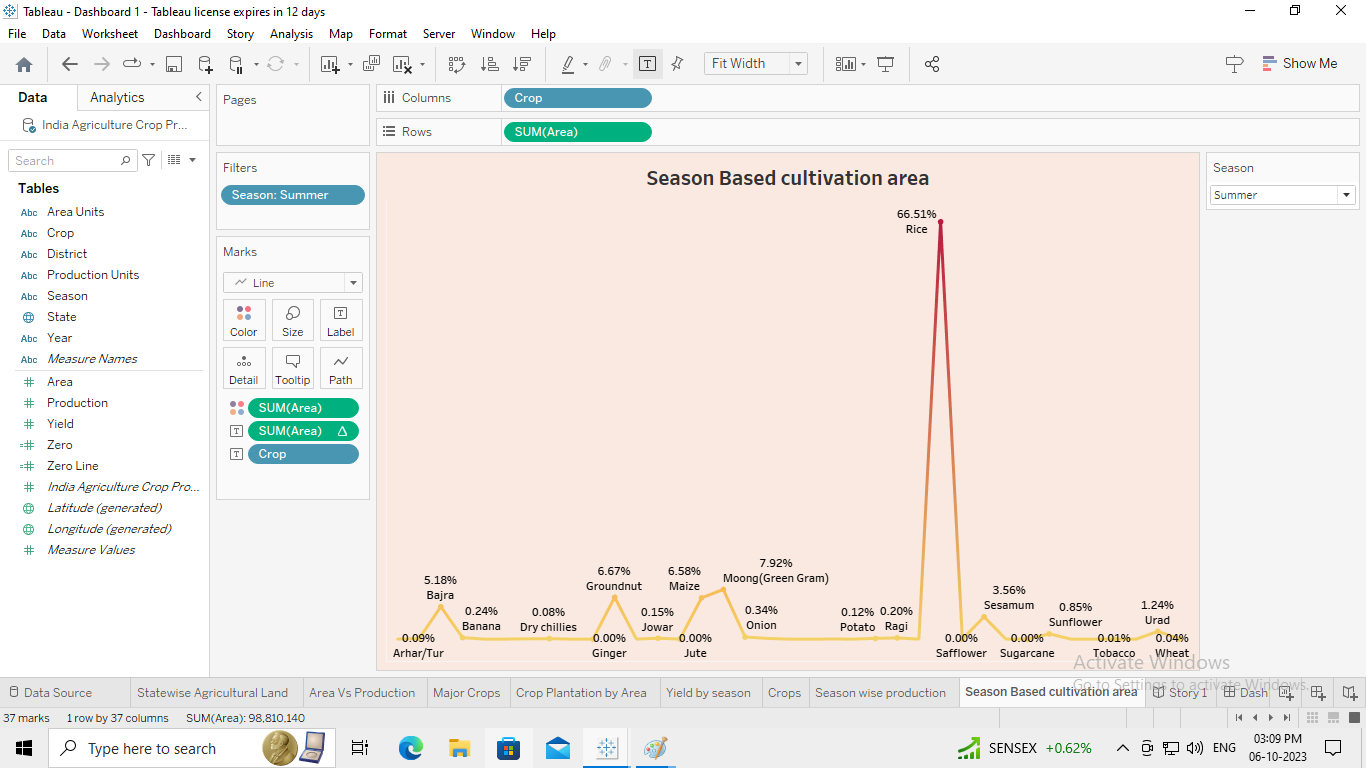 Tableau - Dashboard 1 - Tableau license expires in 12 days
File Data Worksheet Dashboard Story Analysis Map Format Server Window Help
Fit Width
Show Me
Data Analytics
India Agriculture Crop Pr...
Search
Tables
Abc Area Units
Abc Crop
Abc District
Abc Production Units
Abc Season
State
Abc Year
Abc Measure Names
# Area
# Production
# Yield
=# Zero
=# Zero Line
# India Agriculture Crop Pro...
Latitude (generated)
Longitude (generated)
# Measure Values
Pages
Filters
Season: Summer
Marks
Line
Color Size Label
Detail Tooltip Path
SUM(Area)
SUM(Area) △
Crop
Columns Crop
Rows SUM(Area)
Season Based cultivation area
66.51%
Rice
5.18%
Bajra
0.24%
Banana
0.09%
Arhar/Tur
0.08%
Dry chillies
6.67%
Groundnut
0.00%
Ginger
0.15%
Jowar
6.58%
Maize
0.00%
Jute
7.92%
Moong(Green Gram)
0.34%
Onion
0.12%
Potato
0.20%
Ragi
0.00%
Safflower
3.56%
Sesamum
0.00%
Sugarcane
0.85%
Sunflower
0.01%
Tobacco
1.24%
Urad
0.04%
Wheat
Season
Summer
Activate Windows
Go to Settings to activate Windows.
Data Source Statewise Agricultural Land Area Vs Production Major Crops Crop Plantation by Area Yield by season Crops Season wise production Season Based cultivation area Story 1 Dash
37 marks 1 row by 37 columns SUM(Area): 98,810,140
Type here to search
SENSEX +0.62%
ENG
03:09 PM
06-10-2023